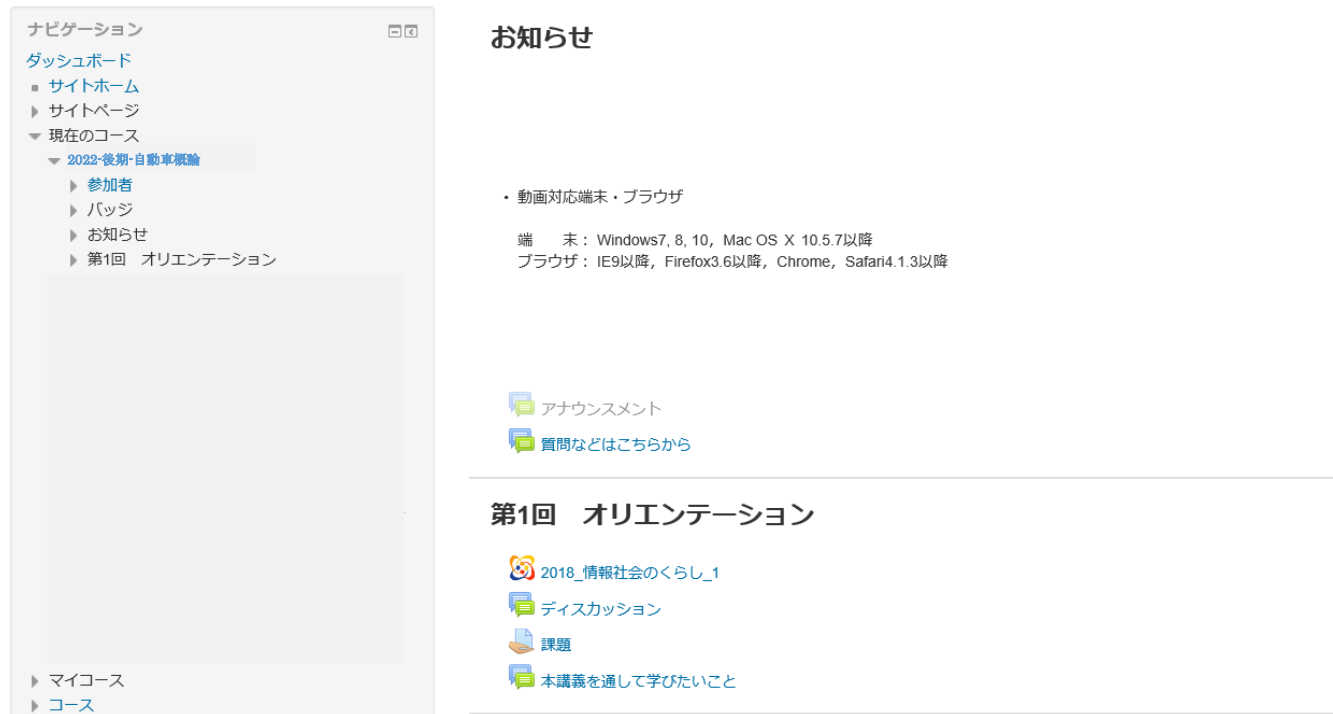 ナビゲーション
ダッシュボード
サイトホーム
サイトページ
現在のコース
2022-後期-自動車概論
参加者
バッジ
お知らせ
第1回　オリエンテーション
マイコース
コース
お知らせ
・動画対応端末・ブラウザ
端　　末： Windows7, 8, 10，Mac OS X 10.5.7以降
ブラウザ： IE9以降，Firefox3.6以降，Chrome，Safari4.1.3以降
アナウンスメント
質問などはこちらから
第1回　オリエンテーション
2018_情報社会のくらし_1
ディスカッション
課題
本講義を通して学びたいこと